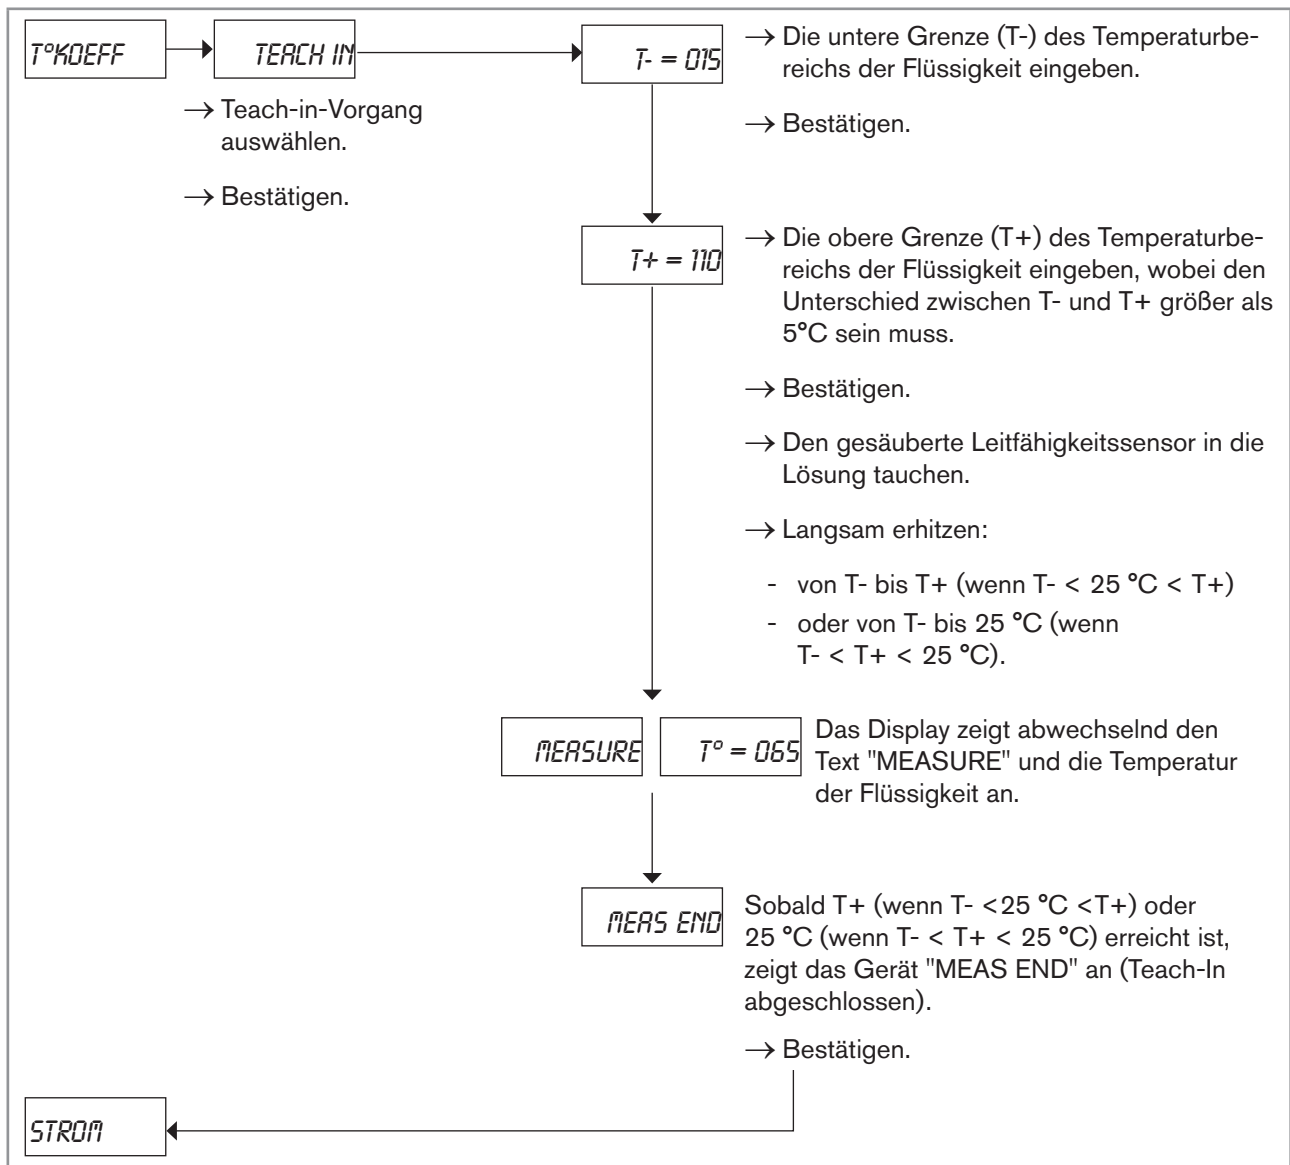 T°KOEFF
TEACH IN
→ Teach-in-Vorgang
auswählen.
→ Bestätigen.
T- = 015
→ Die untere Grenze (T-) des Temperaturbe-
reichs der Flüssigkeit eingeben.
→ Bestätigen.
T+ = 110
→ Die obere Grenze (T+) des Temperaturbe-
reichs der Flüssigkeit eingeben, wobei den
Unterschied zwischen T- und T+ größer als
5°C sein muss.
→ Bestätigen.
→ Den gesäuberte Leitfähigkeitssensor in die
Lösung tauchen.
→ Langsam erhitzen:
- von T- bis T+ (wenn T- < 25 °C < T+)
- oder von T- bis 25 °C (wenn
T- < T+ < 25 °C).
MEASURE
T° = 065
Das Display zeigt abwechselnd den
Text "MEASURE" und die Temperatur
der Flüssigkeit an.
MEAS END
Sobald T+ (wenn T- <25 °C <T+) oder
25 °C (wenn T- < T+ < 25 °C) erreicht ist,
zeigt das Gerät "MEAS END" an (Teach-In
abgeschlossen).
→ Bestätigen.
STROM